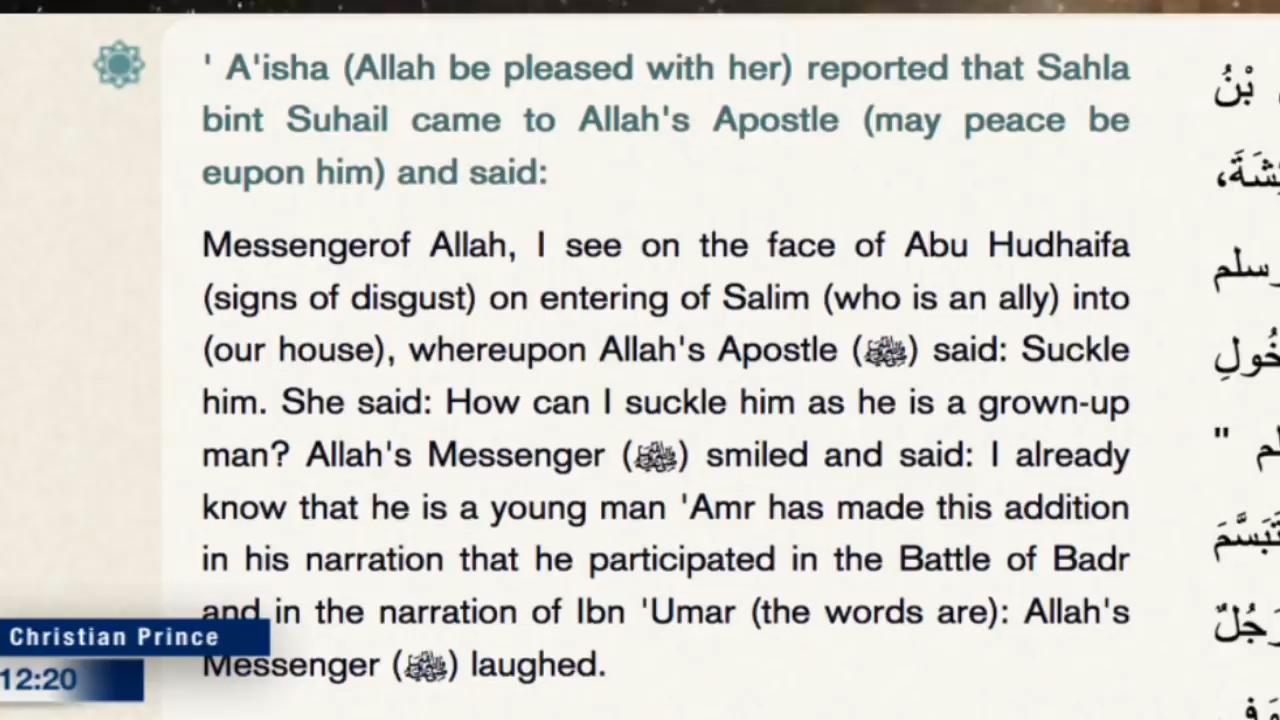 ' A'isha (Allah be pleased with her) reported that Sahla
bint Suhail came to Allah's Apostle (may peace be
eupon him) and said:
Messengerof Allah, I see on the face of Abu Hudhaifa
(signs of disgust) on entering of Salim (who is an ally) into
(our house), whereupon Allah's Apostle (ﷺ) said: Suckle
him. She said: How can I suckle him as he is a grown-up
man? Allah's Messenger (ﷺ) smiled and said: I already
know that he is a young man 'Amr has made this addition
in his narration that he participated in the Battle of Badr
and in the narration of Ibn 'Umar (the words are): Allah's
Messenger (ﷺ) laughed.
بْنُ
خُولِ
Christian Prince
12:20